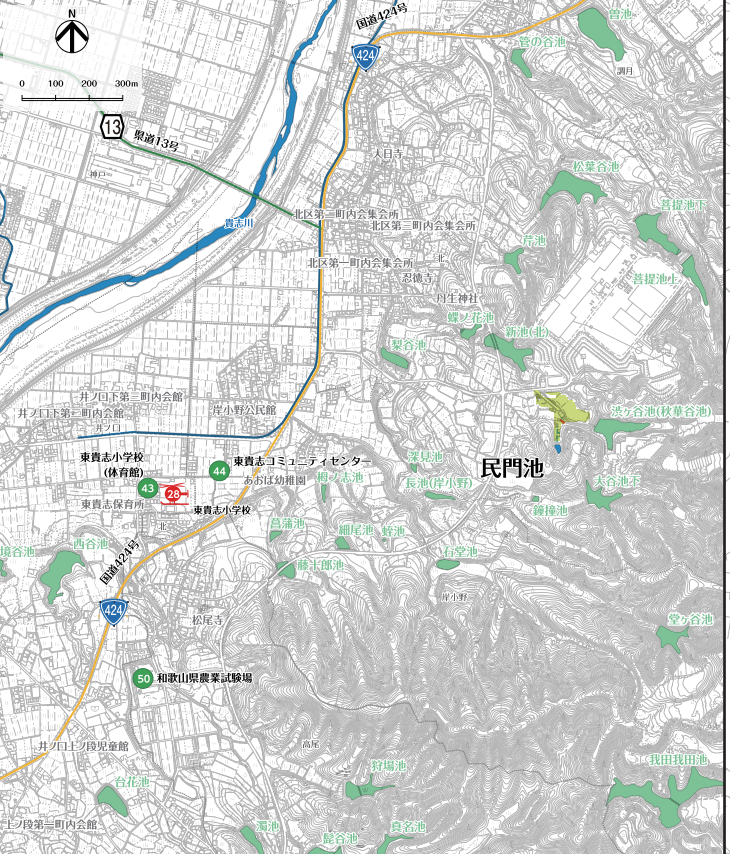 N
0 100 200 300m
国道424号
424
曽池
管の谷池
調月
13
県道13号
大日寺
神戸
松葉谷池
菩提池下
北区第二町内会集会所
北区第三町内会集会所
貴志川
芹池
北
北区第一町内会集会所
忍徳寺
菩提池上
丹生神社
蝶ノ花池
新池(北)
梨谷池
井ノ口下第三町内会館
井ノ口下第二町内会館
岸小野公民館
渋ヶ谷池(秋葉谷池)
井ノ口
東貴志小学校
(体育館)
東貴志コミュニティセンター
深見池
民門池
44
43
28
あおば幼稚園
栂ノ志池
長池(岸小野)
大谷池下
東貴志保育所
東貴志小学校
鐘撞池
北
菖蒲池
細尾池
蛭池
境谷池
西谷池
国道424号
藤十郎池
石堂池
424
岸小野
松尾寺
堂ヶ谷池
50
和歌山県農業試験場
井ノ口上ノ段児童館
高尾
狩場池
我田我田池
台花池
上ノ段第一町内会館
濁池
髭谷池
真名池